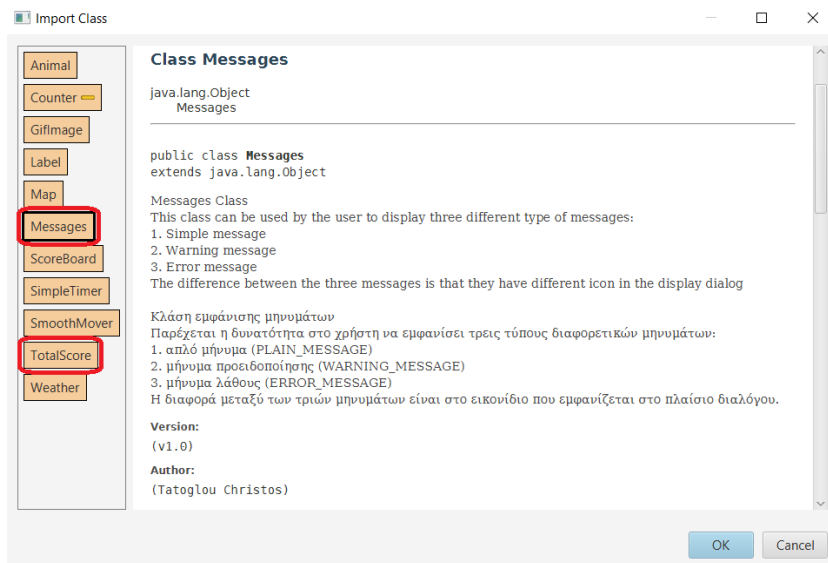 Import Class
Animal
Counter
GifImage
Label
Map
Messages
ScoreBoard
SimpleTimer
SmoothMover
TotalScore
Weather
Class Messages
java.lang.Object
Messages
public class Messages
extends java.lang.Object
Messages Class
This class can be used by the user to display three different type of messages:
1. Simple message
2. Warning message
3. Error message
The difference between the three messages is that they have different icon in the display dialog
Κλάση εμφάνισης μηνυμάτων
Παρέχεται η δυνατότητα στο χρήστη να εμφανίσει τρεις τύπους διαφορετικών μηνυμάτων:
1. απλό μήνυμα (PLAIN_MESSAGE)
2. μήνυμα προειδοποίησης (WARNING_MESSAGE)
3. μήνυμα λάθους (ERROR_MESSAGE)
Η διαφορά μεταξύ των τριών μηνυμάτων είναι στο εικονίδιο που εμφανίζεται στο πλαίσιο διαλόγου.
Version:
(v1.0)
Author:
(Tatoglou Christos)
OK
Cancel